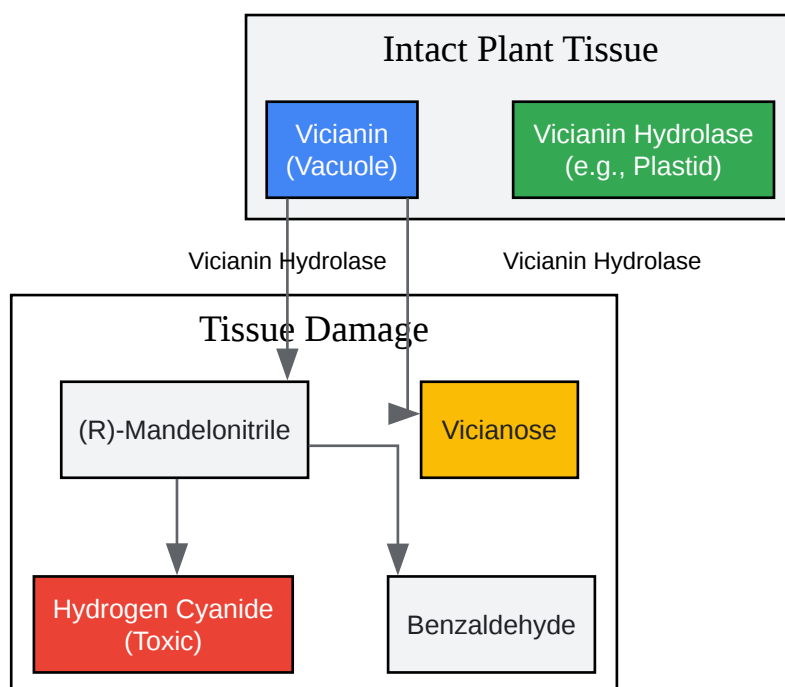 Intact Plant Tissue
Vicianin
(Vacuole)
Vicianin Hydrolase
(e.g., Plastid)
Vicianin Hydrolase
Vicianin Hydrolase
Tissue Damage
(R)-Mandelonitrile
Vicianose
Hydrogen Cyanide
(Toxic)
Benzaldehyde